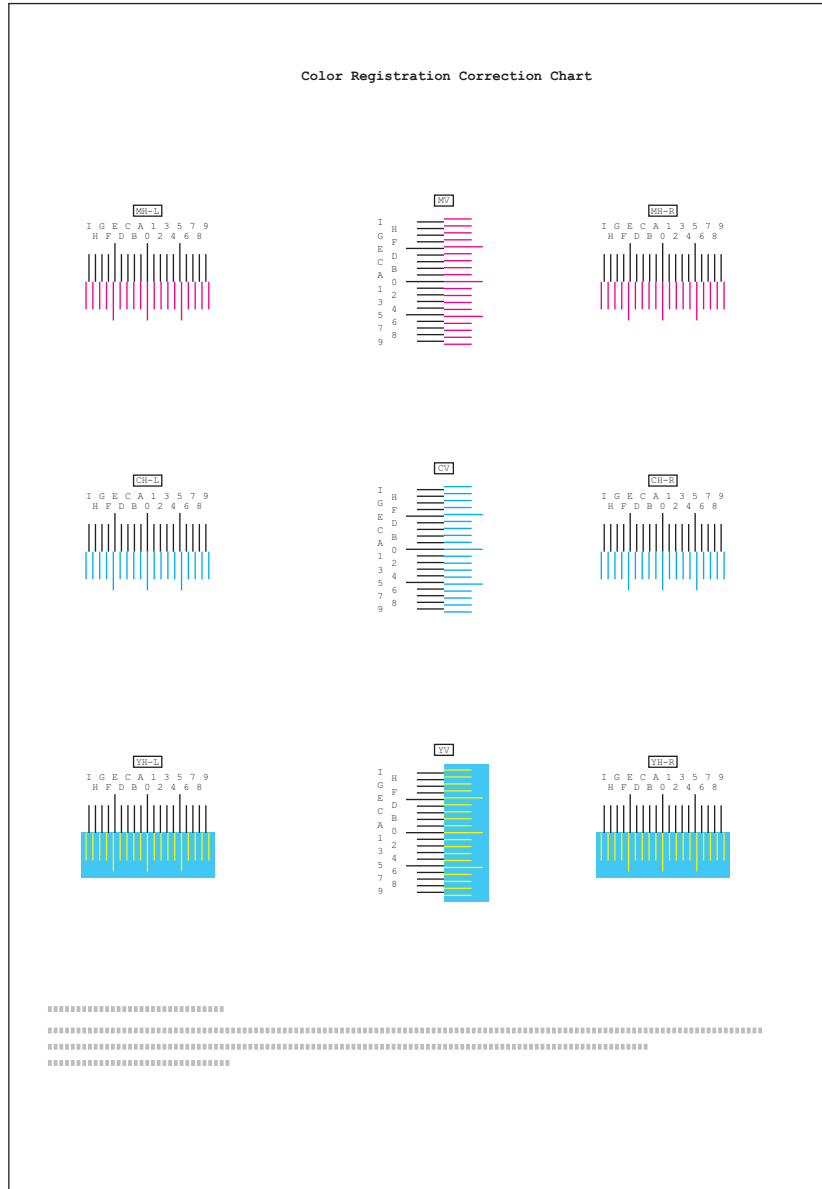 Color Registration Correction Chart
MH-L
I G E C A 1 3 5 7 9
H F D B 0 2 4 6 8
MV
I
H
G
F
E
D
C
B
A
0
1
2
3
4
5
6
7
8
9
MH-R
I G E C A 1 3 5 7 9
H F D B 0 2 4 6 8
CH-L
I G E C A 1 3 5 7 9
H F D B 0 2 4 6 8
CV
I
H
G
F
E
D
C
B
A
0
1
2
3
4
5
6
7
8
9
CH-R
I G E C A 1 3 5 7 9
H F D B 0 2 4 6 8
YH-L
I G E C A 1 3 5 7 9
H F D B 0 2 4 6 8
YV
I
H
G
F
E
D
C
B
A
0
1
2
3
4
5
6
7
8
9
YH-R
I G E C A 1 3 5 7 9
H F D B 0 2 4 6 8